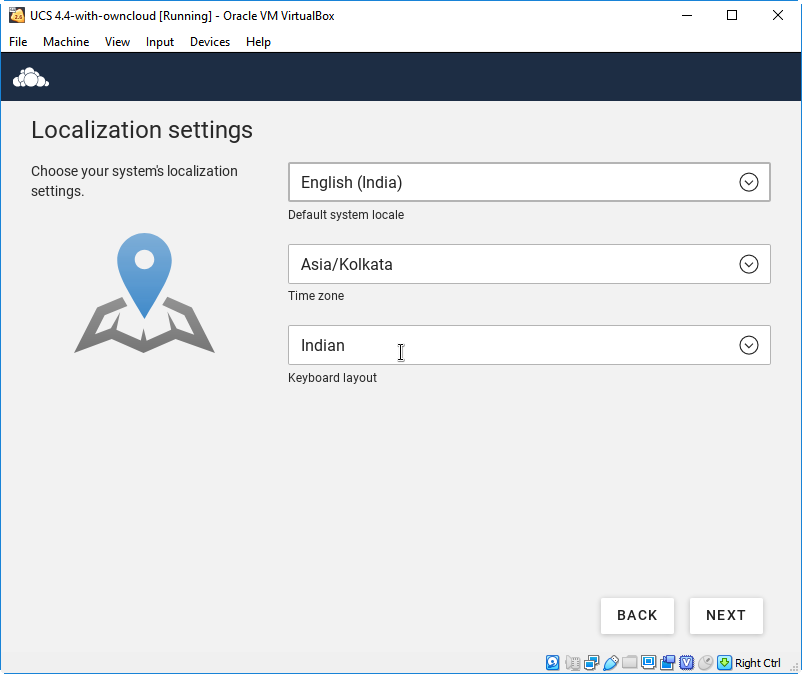 UCS 4.4-with-owncloud [Running] - Oracle VM VirtualBox
File Machine View Input Devices Help
Localization settings
Choose your system's localization
settings.
English (India)
Default system locale
Asia/Kolkata
Time zone
Indian
Keyboard layout
BACK NEXT
Right Ctrl